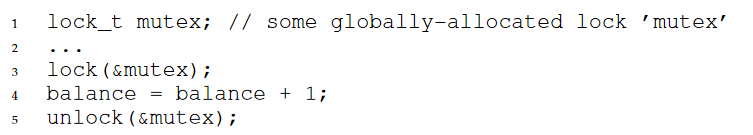 1 lock_t mutex; // some globally-allocated lock ’mutex’
2 ...
3 lock(&mutex);
4 balance = balance + 1;
5 unlock(&mutex);